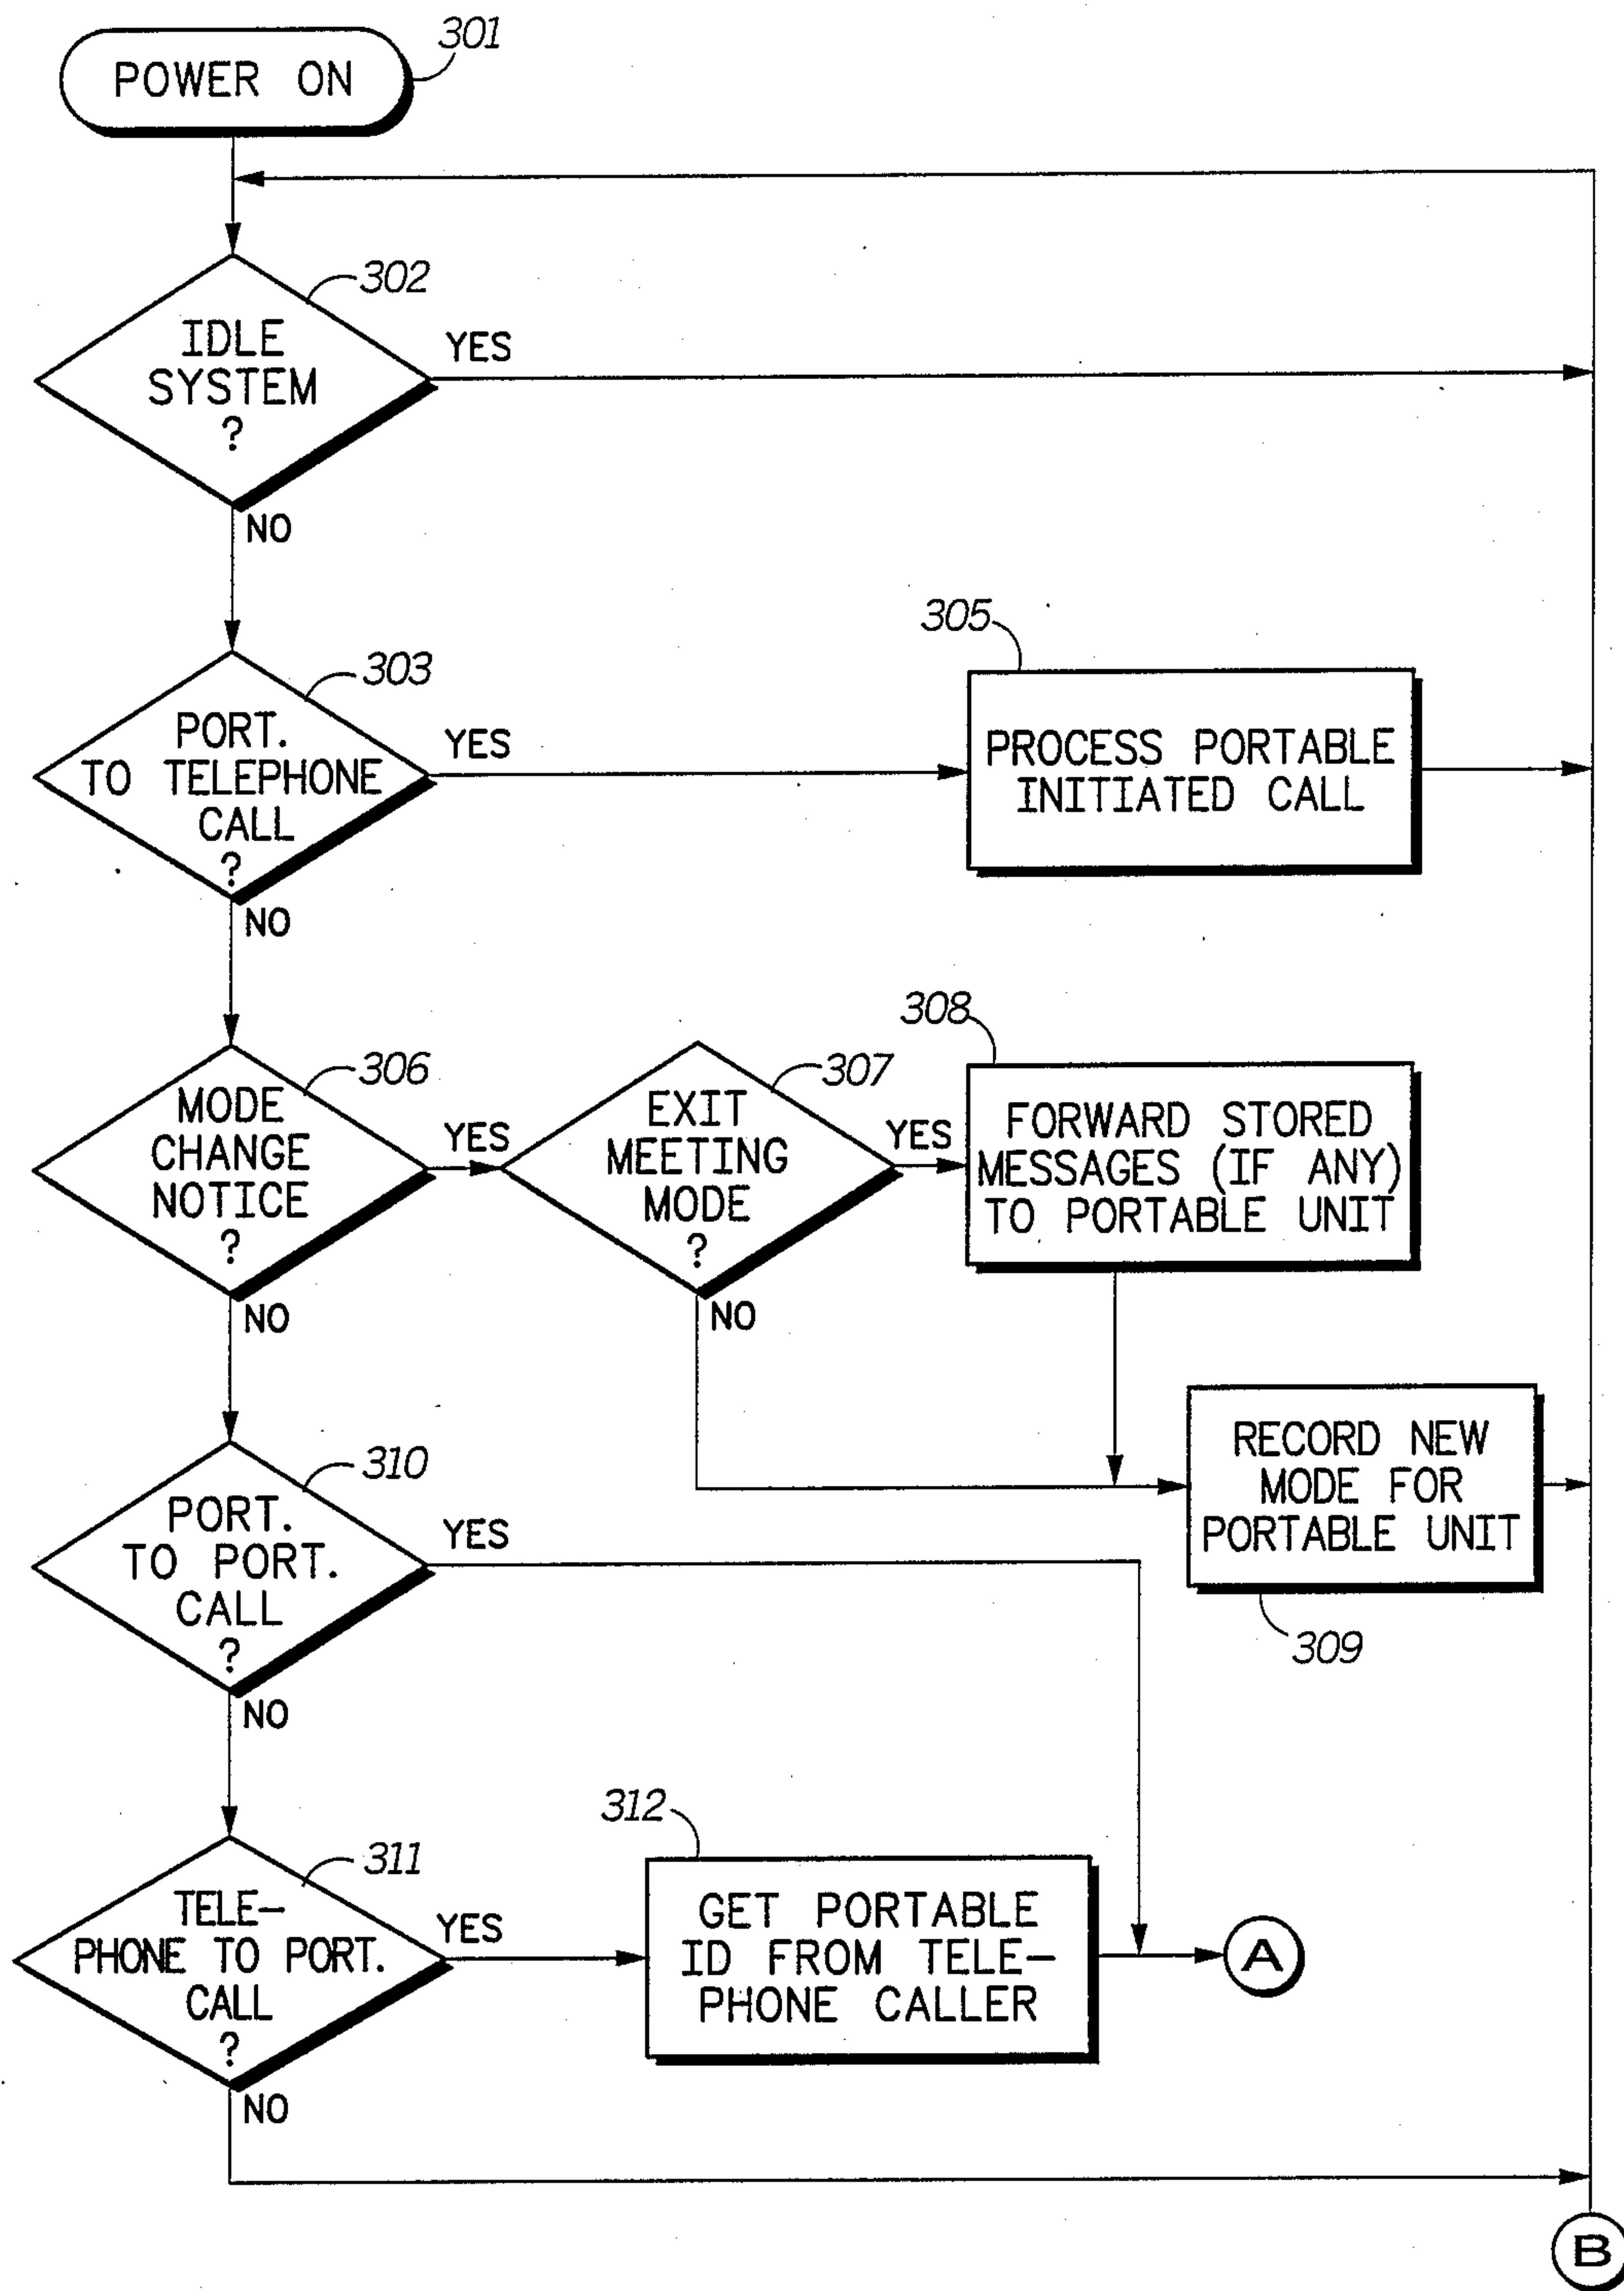 301
POWER ON
302
IDLE
SYSTEM
?
YES
NO
303
PORT.
TO TELEPHONE
CALL
?
YES
NO
305
PROCESS PORTABLE
INITIATED CALL
306
MODE
CHANGE
NOTICE
?
YES
NO
307
EXIT
MEETING
MODE
?
YES
NO
308
FORWARD STORED
MESSAGES (IF ANY)
TO PORTABLE UNIT
RECORD NEW
MODE FOR
PORTABLE UNIT
309
310
PORT.
TO PORT.
CALL
?
YES
NO
311
TELE-
PHONE TO PORT.
CALL
?
YES
NO
312
GET PORTABLE
ID FROM TELE-
PHONE CALLER
A
B